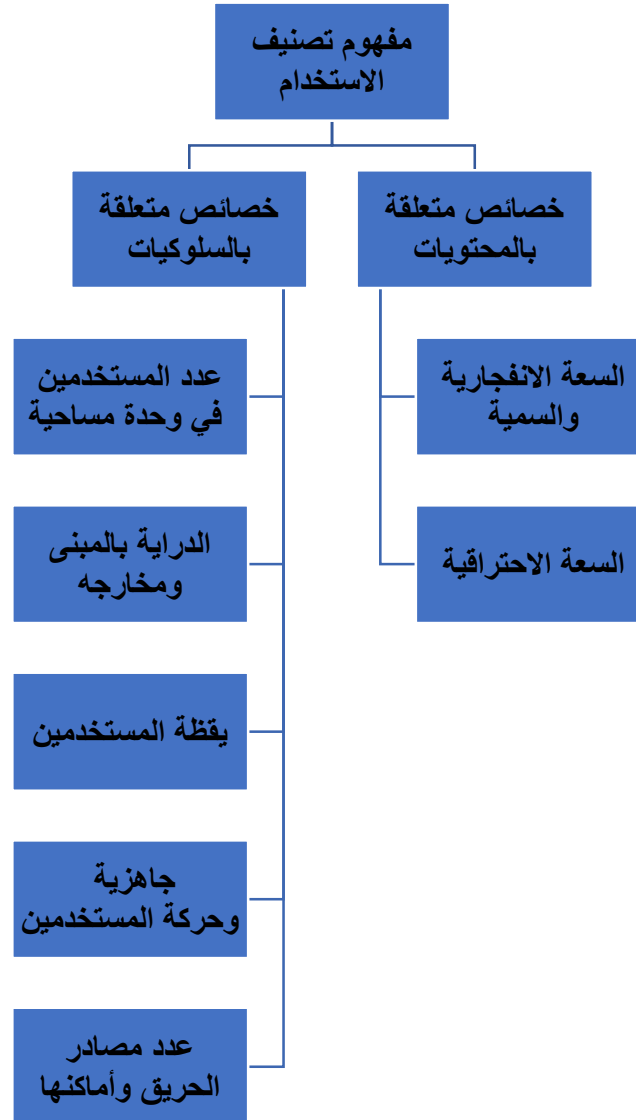 مفهوم تصنيف
الاستخدام
خصائص متعلقة
بالمحتويات
السعة الانفجارية
والسمية
السعة الاحتراقية
خصائص متعلقة
بالسلوكيات
عدد المستخدمين
في وحدة مساحية
الدراية بالمبنى
ومخارجه
يقظة المستخدمين
جاهزية
وحركة المستخدمين
عدد مصادر
الحريق وأماكنها